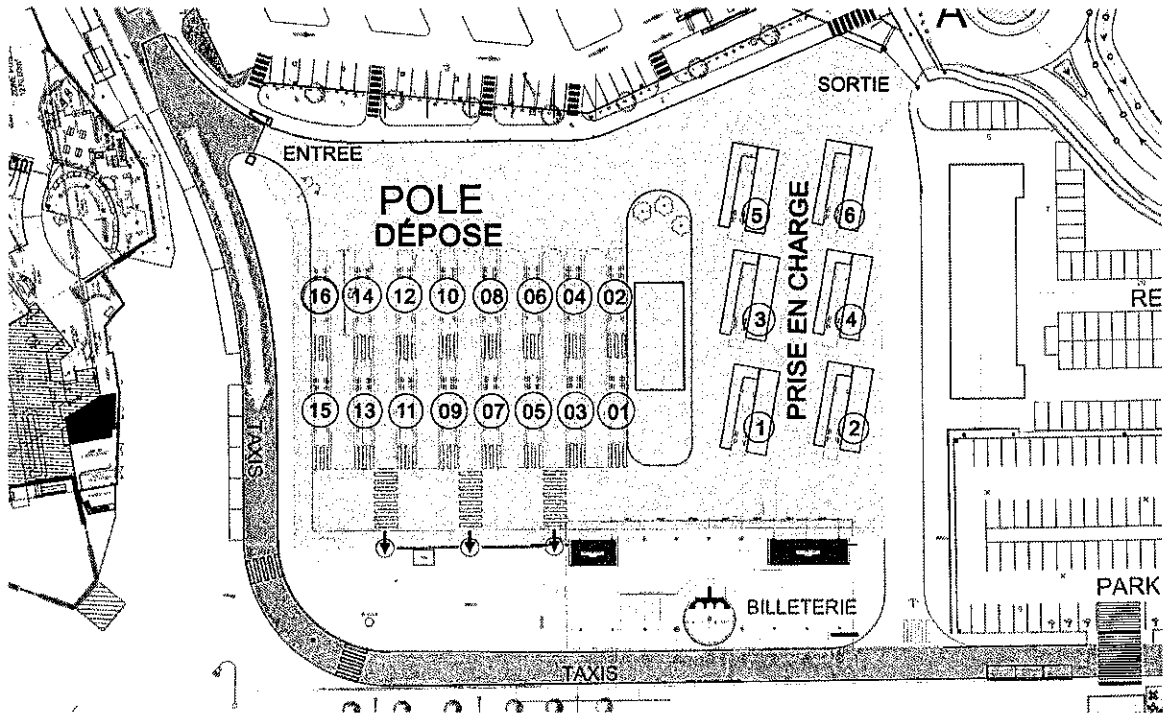 A
SORTIE
ENTREE
POLE
DÉPOSE
PRISE EN CHARGE
5 6
3 4
1 2
16 14 12 10 08 06 04 02
15 13 11 09 07 05 03 01
RE
TAXIS
PARK
BILLETERIE
TAXIS